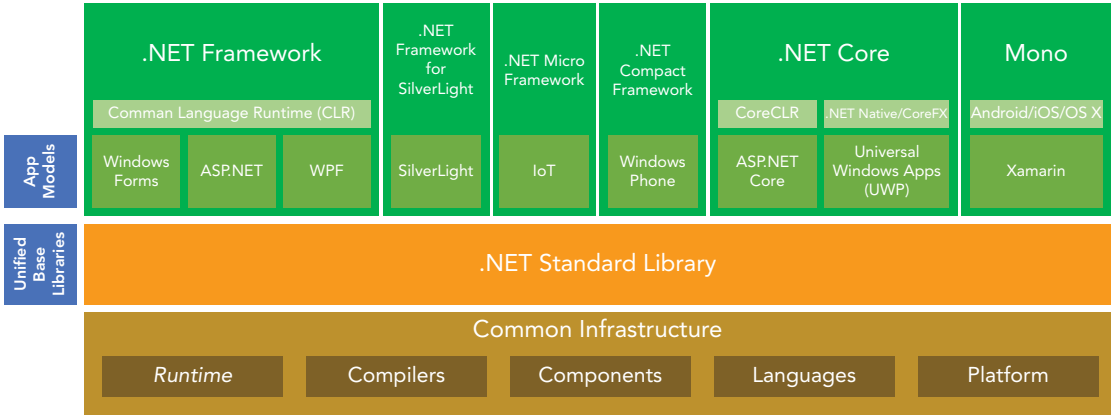 .NET Framework
Comman Language Runtime (CLR)
Windows
Forms
ASP.NET
WPF
.NET
Framework
for
SilverLight
SilverLight
.NET Micro
Framework
IoT
.NET
Compact
Framework
Windows
Phone
.NET Core
CoreCLR
.NET Native/CoreFX
ASP.NET
Core
Universal
Windows Apps
(UWP)
Mono
Android/iOS/OS X
Xamarin
App
Models
Unified
Base
Libraries
.NET Standard Library
Common Infrastructure
Runtime
Compilers
Components
Languages
Platform